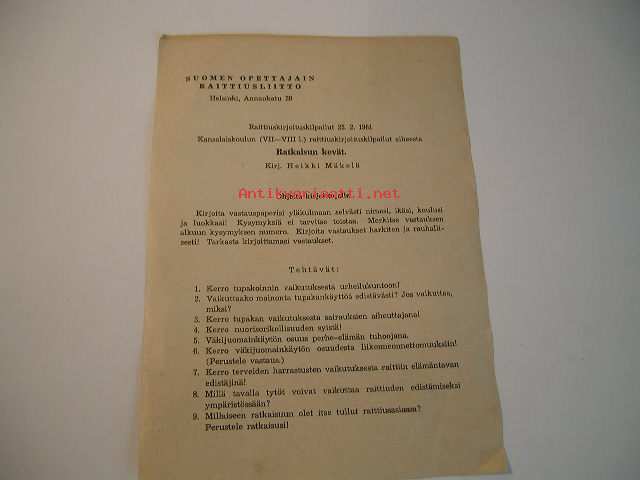 SUOMEN OPETTAJAIN
RAITTIUSLIITTO
Helsinki, Annankatu 29
Raittiuskirjoituskilpailut 23. 2. 1961
Kansalaiskoulun (VII—VIII l.) raittiuskirjoituskilpailut aiheesta
Ratkaisun kevät.
Kirj. Heikki Mäkelä
Antikvariaatti.net
Ohjeita kirjoittajalle.
Kirjoita vastauspaperisi yläkulmaan selvästi nimesi, ikäsi, koulusi
ja luokkasi! Kysymyksiä ei tarvitse toistaa. Merkitse vastauksen
alkuun kysymyksen numero. Kirjoita vastaukset harkiten ja rauhalli-
sesti! Tarkasta kirjoittamasi vastaukset.
Tehtävät:
1. Kerro tupakoinnin vaikutuksesta urheilukuntoon!
2. Vaikuttaako mainonta tupakankäyttöä edistävästi? Jos vaikuttaa,
miksi?
3. Kerro tupakan vaikutuksesta sairauksien aiheuttajana!
4. Kerro nuorisorikollisuuden syistä!
5. Väkijuomainkäytön osuus perhe-elämän tuhoojana.
6. Kerro väkijuomainkäytön osuudesta liikenneonnettomuuksiin!
(Perustele vastaus.)
7. Kerro terveiden harrastusten vaikutuksesta raittiin elämäntavan
edistäjinä!
8. Millä tavalla tytöt voivat vaikuttaa raittiuden edistämiseksi
ympäristössään?
9. Millaiseen ratkaisuun olet itse tullut raittiusasiassa?
Perustele ratkaisusi!